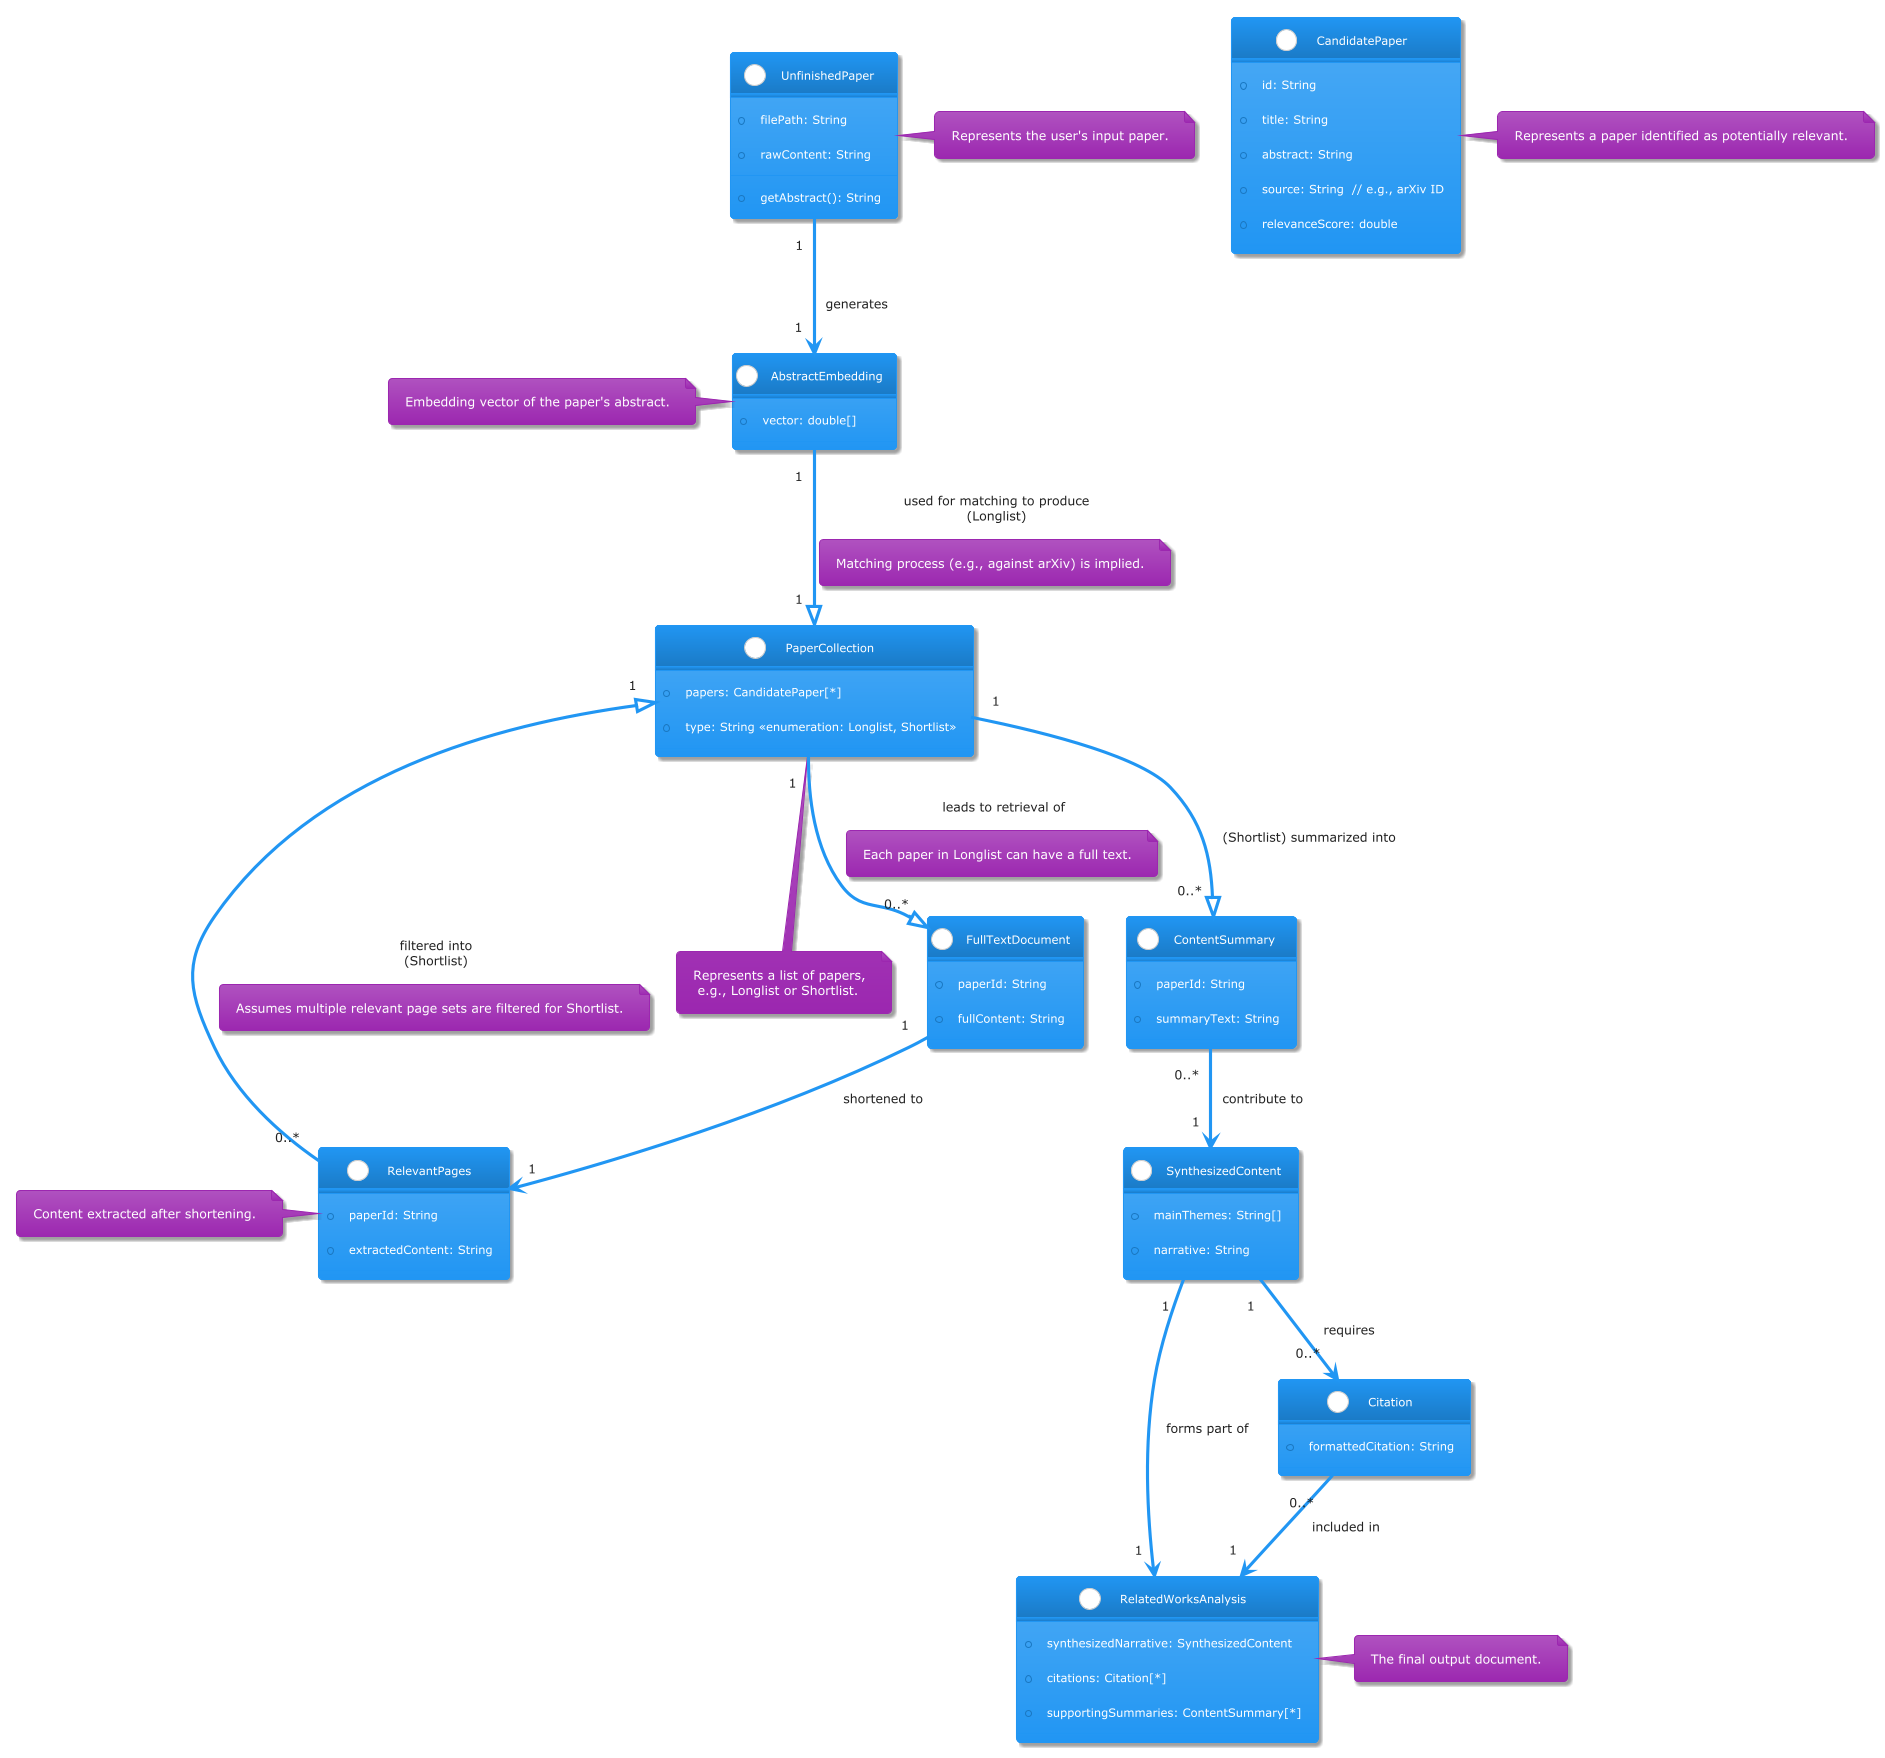 UnfinishedPaper
filePath: String
rawContent: String
getAbstract(): String
Represents the user's input paper.
CandidatePaper
id: String
title: String
abstract: String
source: String  // e.g., arXiv ID
relevanceScore: double
Represents a paper identified as potentially relevant.
1
generates
1
AbstractEmbedding
vector: double[]
Embedding vector of the paper's abstract.
1
used for matching to produce
(Longlist)
Matching process (e.g., against arXiv) is implied.
1
PaperCollection
papers: CandidatePaper[*]
type: String «enumeration: Longlist, Shortlist»
1
1
1
leads to retrieval of
Each paper in Longlist can have a full text.
(Shortlist) summarized into
0..*
0..*
filtered into
(Shortlist)
Assumes multiple relevant page sets are filtered for Shortlist.
Represents a list of papers,
e.g., Longlist or Shortlist.
FullTextDocument
paperId: String
fullContent: String
ContentSummary
paperId: String
summaryText: String
1
shortened to
0..*
1
0..*
contribute to
1
RelevantPages
paperId: String
extractedContent: String
Content extracted after shortening.
SynthesizedContent
mainThemes: String[]
narrative: String
1
1
requires
0..*
forms part of
Citation
formattedCitation: String
0..*
included in
1
1
RelatedWorksAnalysis
synthesizedNarrative: SynthesizedContent
citations: Citation[*]
supportingSummaries: ContentSummary[*]
The final output document.